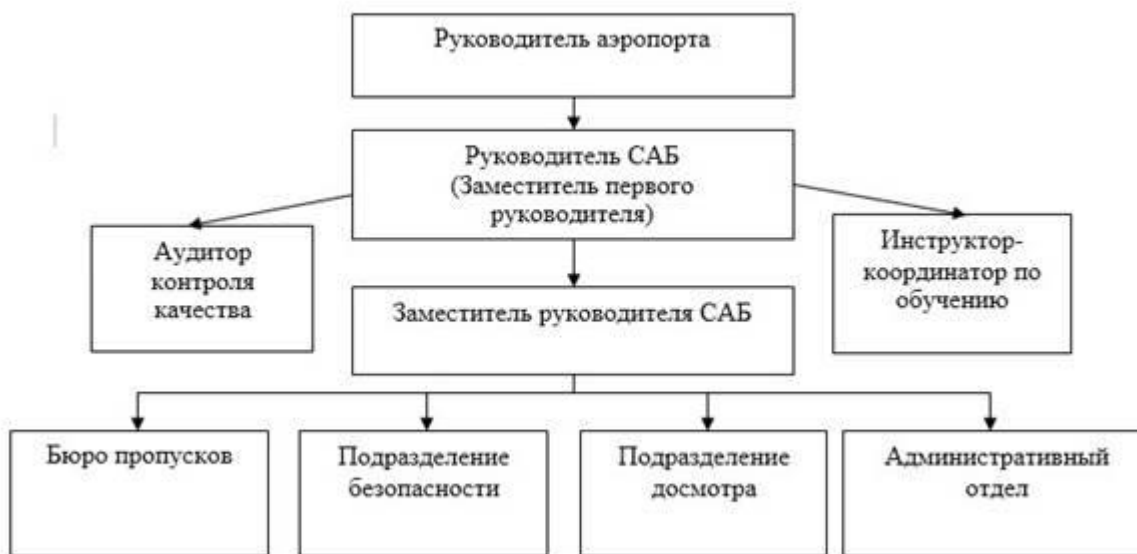 Руководитель аэропорта
Руководитель САБ
(Заместитель первого
руководителя)
Аудитор
контроля
качества
Инструктор-
координатор по
обучению
Заместитель руководителя САБ
Бюро пропусков
Подразделение
безопасности
Подразделение
досмотра
Административный
отдел